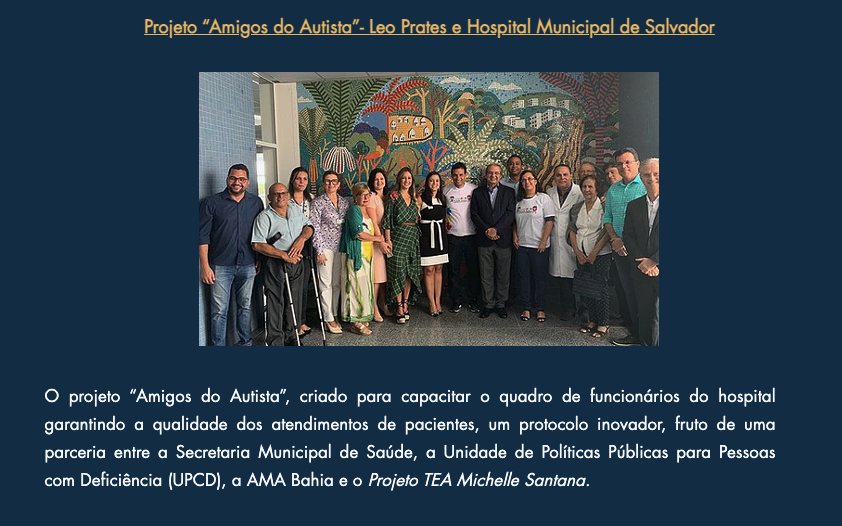 Projeto “Amigos do Autista”- Leo Prates e Hospital Municipal de Salvador
O projeto “Amigos do Autista”, criado para capacitar o quadro de funcionários do hospital
garantindo a qualidade dos atendimentos de pacientes, um protocolo inovador, fruto de uma
parceria entre a Secretaria Municipal de Saúde, a Unidade de Políticas Públicas para Pessoas
com Deficiência (UPCD), a AMA Bahia e o Projeto TEA Michelle Santana.